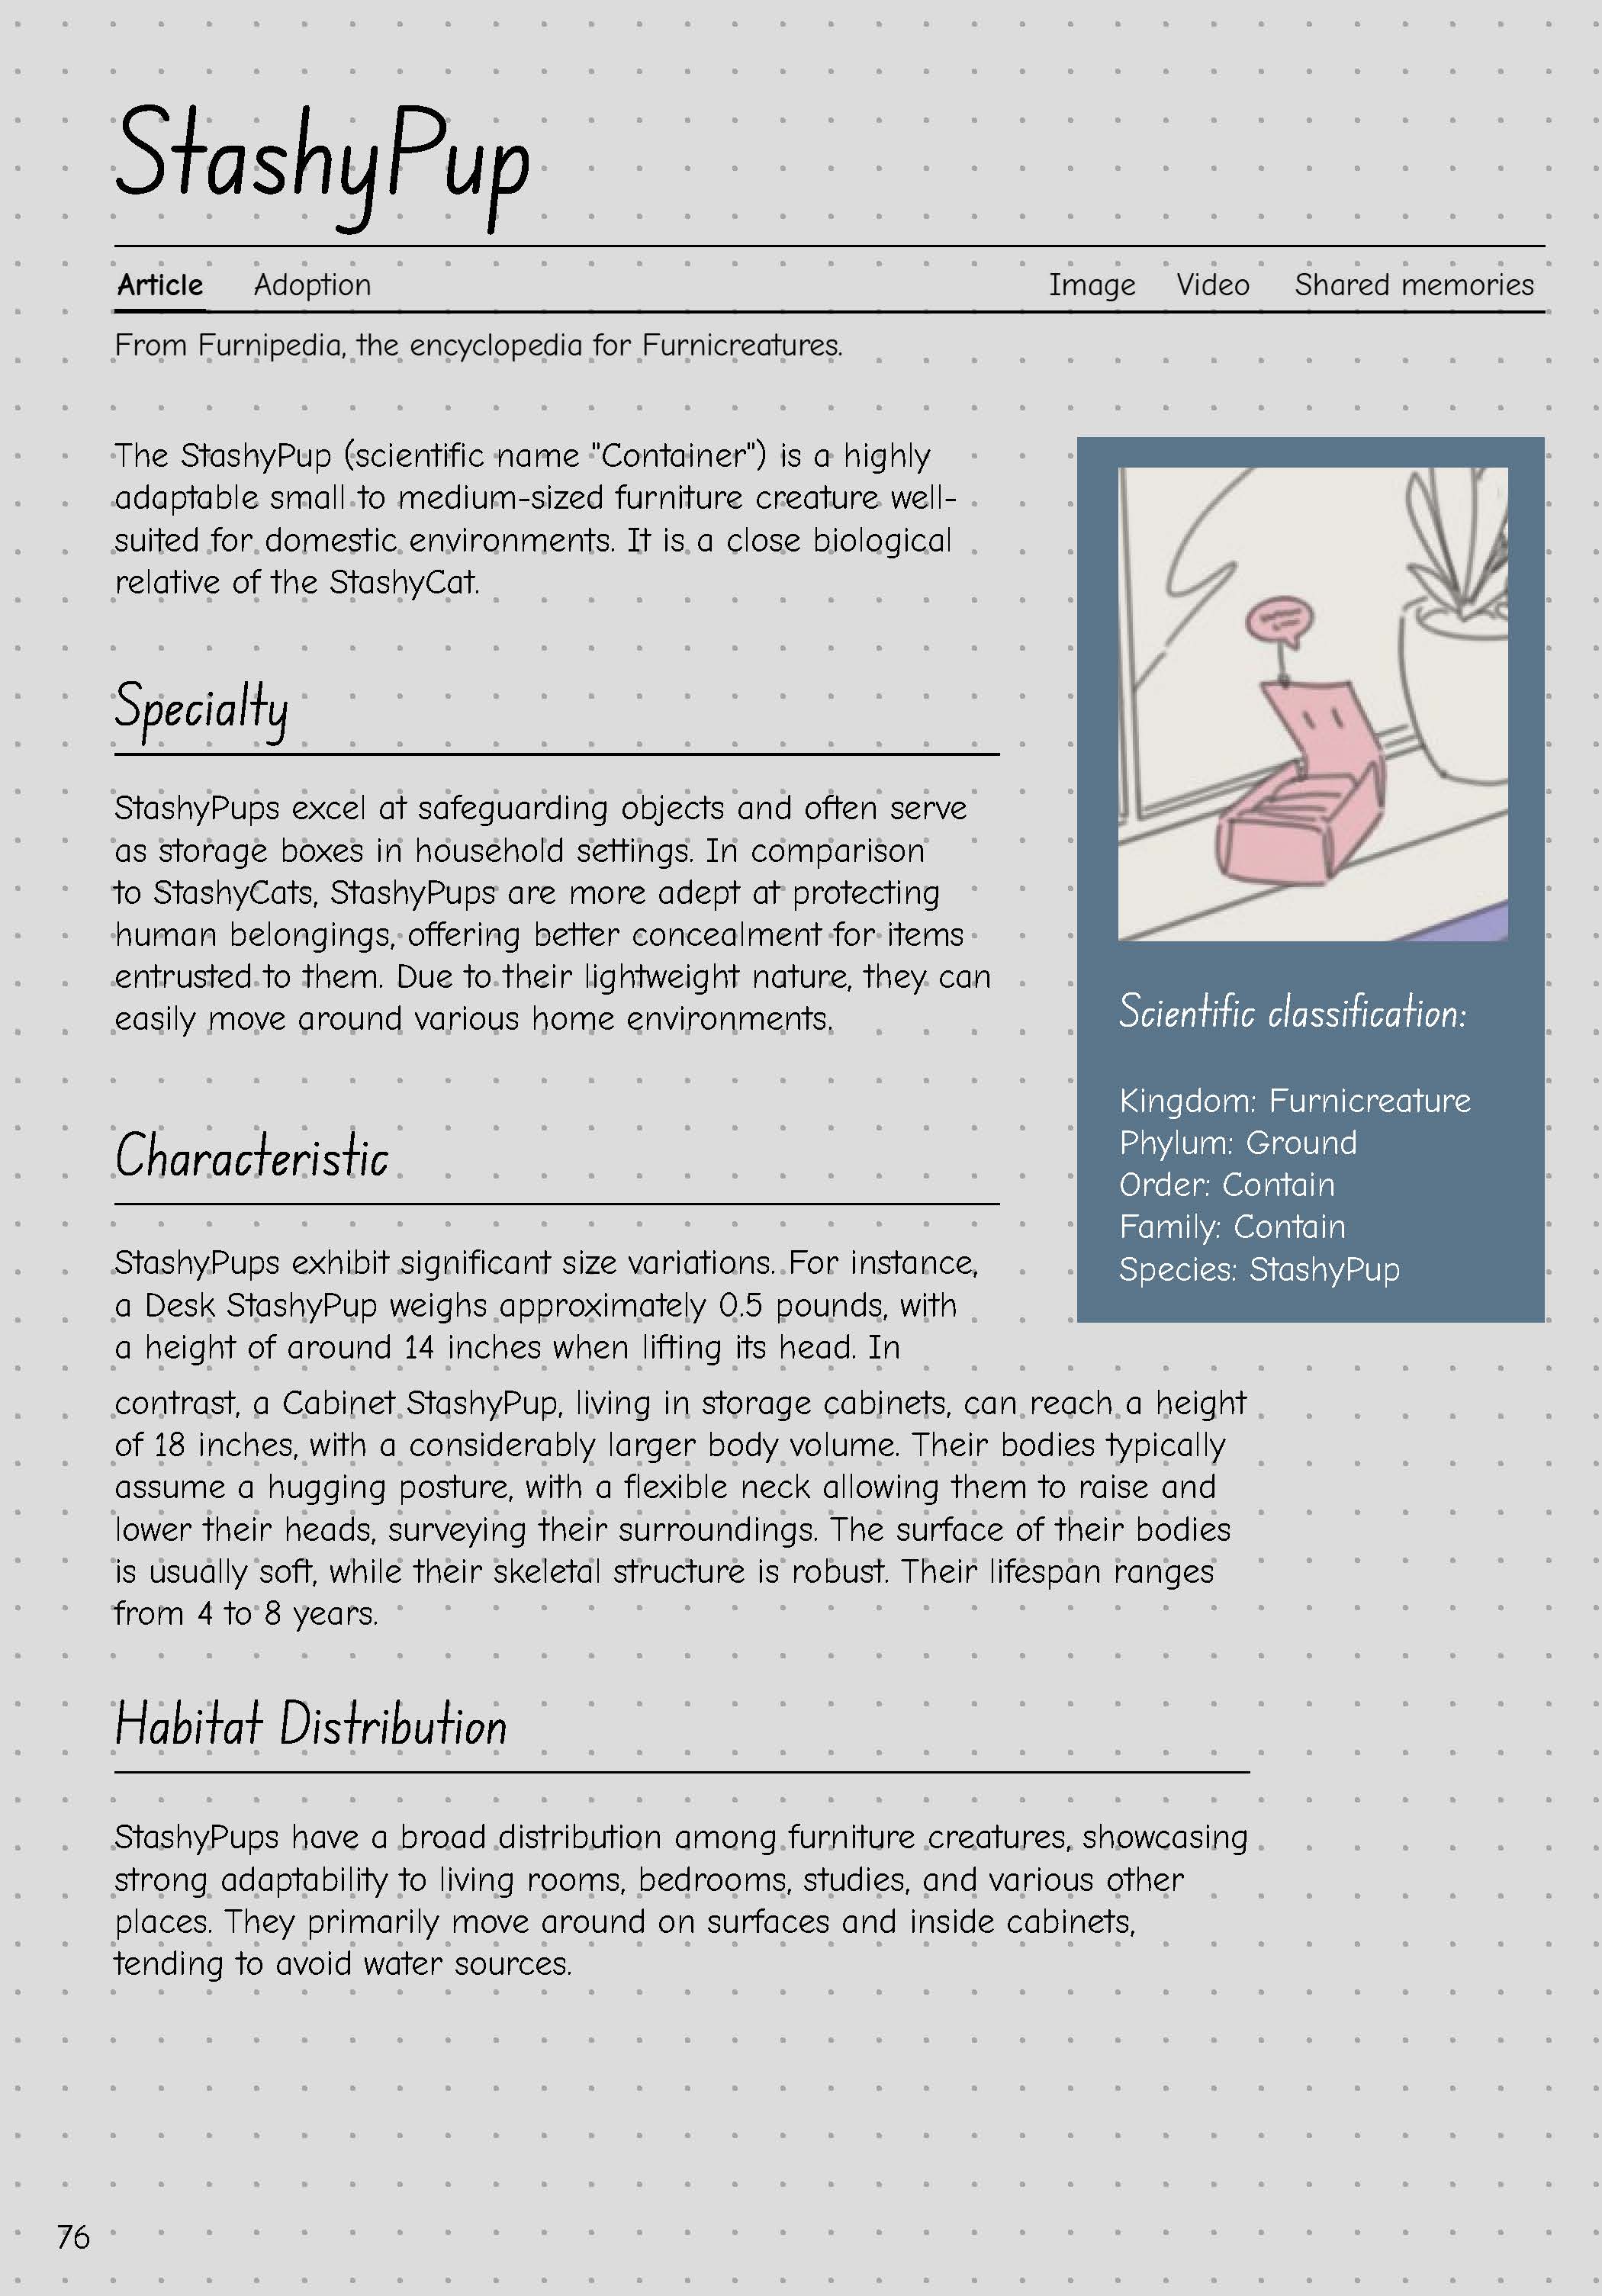 StashyPup
Article Adoption Image Video Shared memories
From Furnipedia, the encyclopedia for Furnicreatures.
The StashyPup (scientific name "Container") is a highly
adaptable small to medium-sized furniture creature well-
suited for domestic environments. It is a close biological
relative of the StashyCat.
Specialty
StashyPups excel at safeguarding objects and often serve
as storage boxes in household settings. In comparison
to StashyCats, StashyPups are more adept at protecting
human belongings, offering better concealment for items
entrusted to them. Due to their lightweight nature, they can
easily move around various home environments.
Characteristic
StashyPups exhibit significant size variations. For instance,
a Desk StashyPup weighs approximately 0.5 pounds, with
a height of around 14 inches when lifting its head. In
contrast, a Cabinet StashyPup, living in storage cabinets, can reach a height
of 18 inches, with a considerably larger body volume. Their bodies typically
assume a hugging posture, with a flexible neck allowing them to raise and
lower their heads, surveying their surroundings. The surface of their bodies
is usually soft, while their skeletal structure is robust. Their lifespan ranges
from 4 to 8 years.
Habitat Distribution
StashyPups have a broad distribution among furniture creatures, showcasing
strong adaptability to living rooms, bedrooms, studies, and various other
places. They primarily move around on surfaces and inside cabinets,
tending to avoid water sources.
Scientific classification:
Kingdom: Furnicreature
Phylum: Ground
Order: Contain
Family: Contain
Species: StashyPup
76